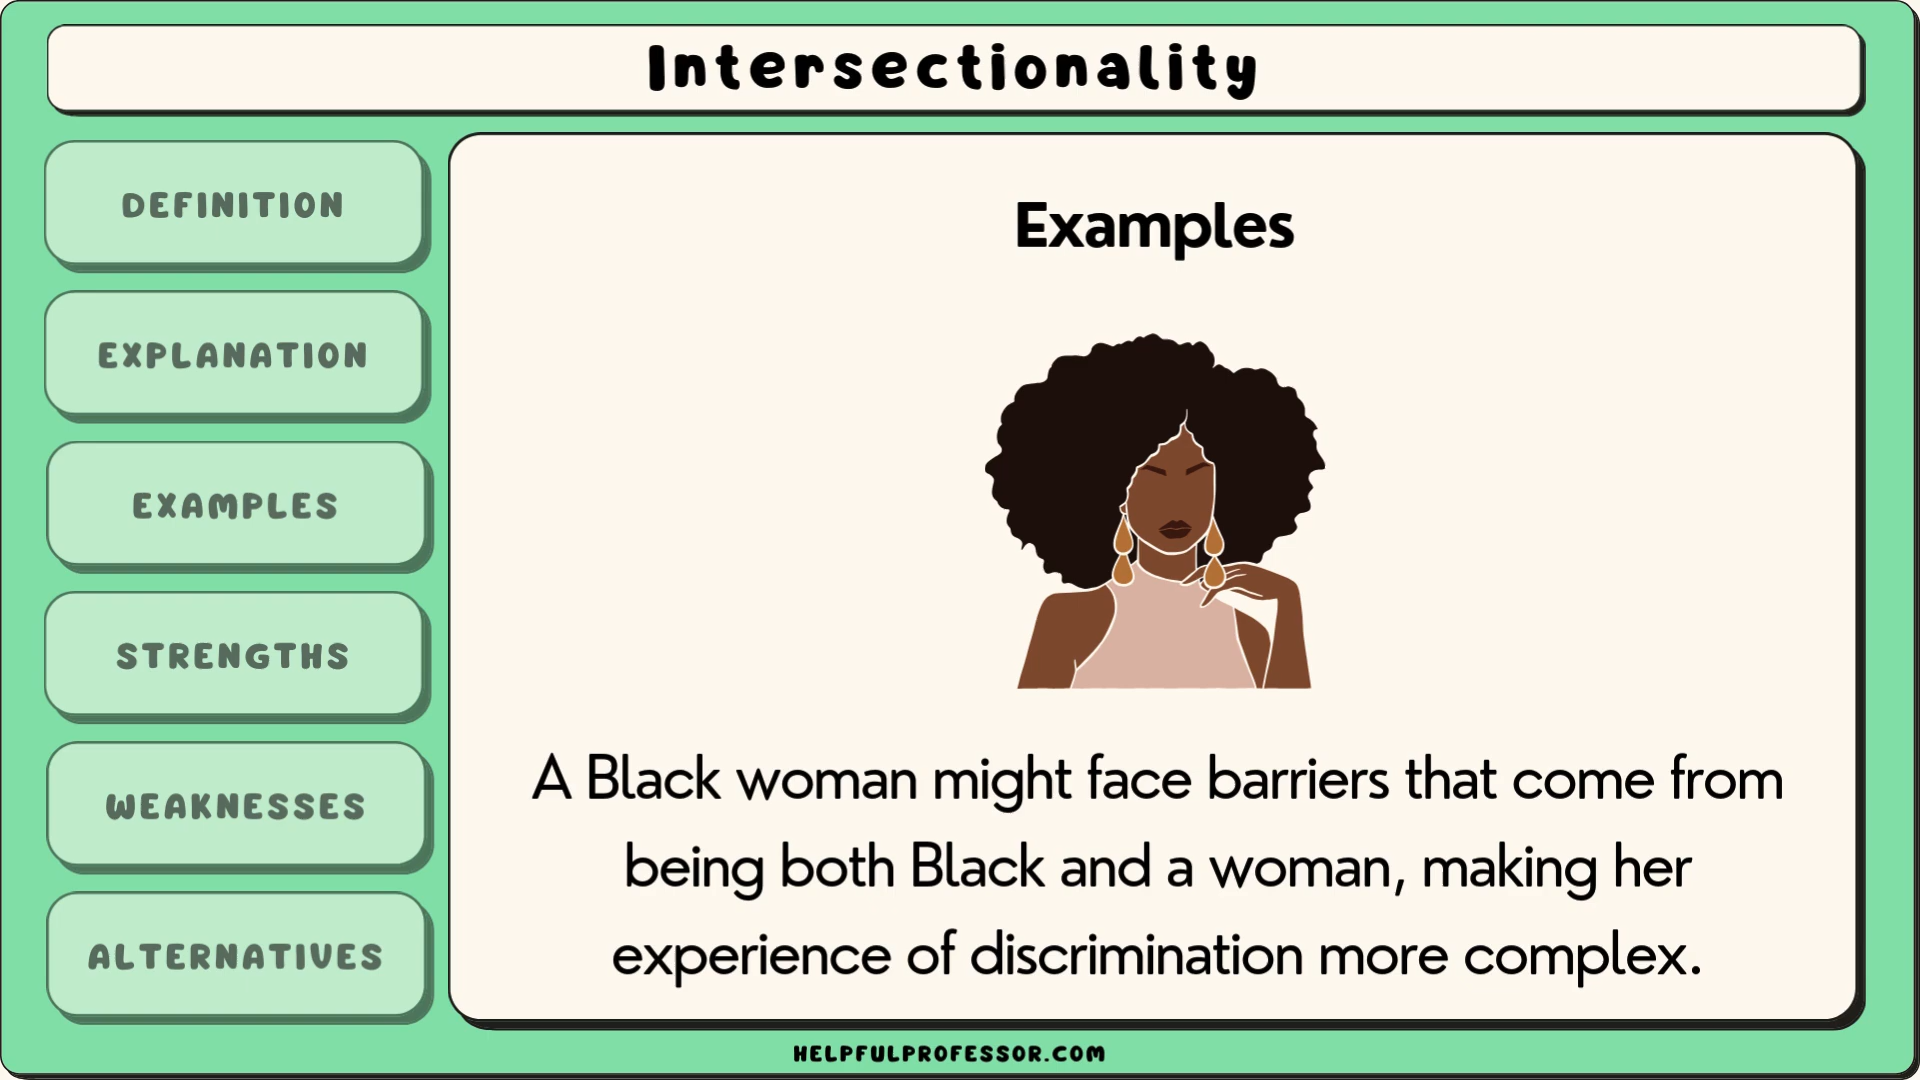 Intersectionality
DEFINITION
EXPLANATION
EXAMPLES
STRENGTHS
WEAKNESSES
ALTERNATIVES
Examples
A Black woman might face barriers that come from
being both Black and a woman, making her
experience of discrimination more complex.
HELPFULPROFESSOR.COM